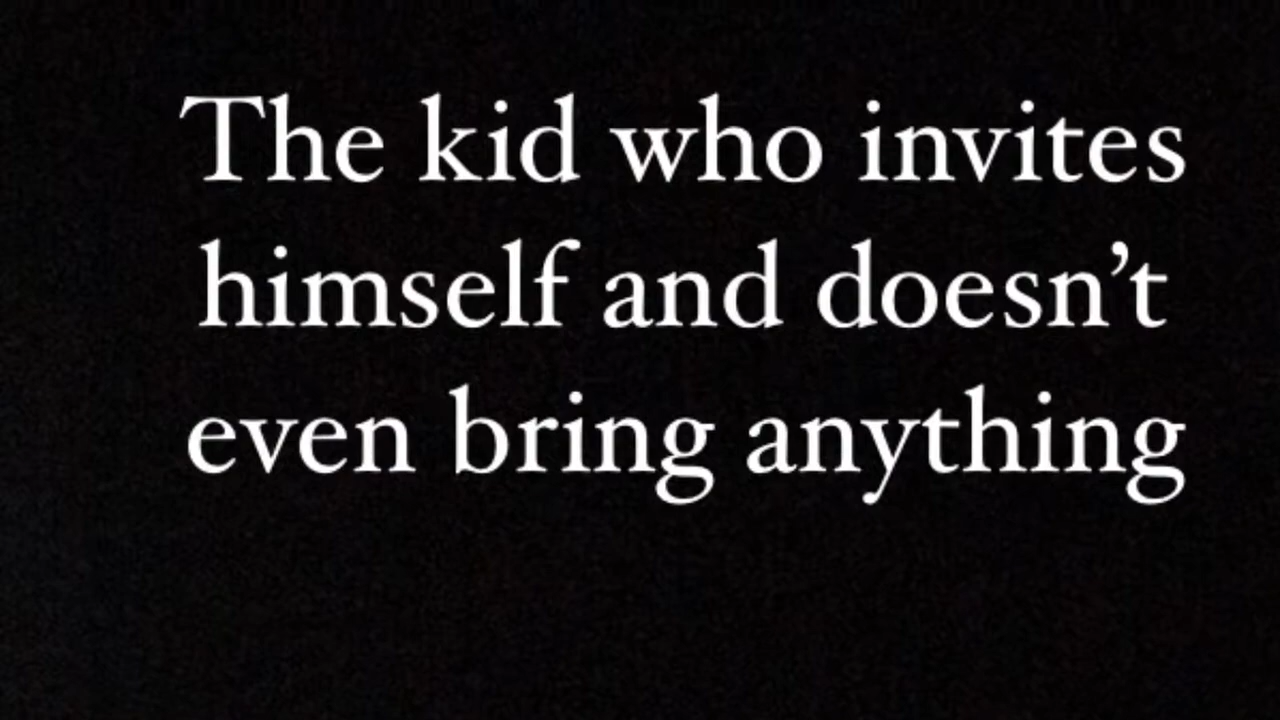 The kid who invites
himself and doesn’t
even bring anything